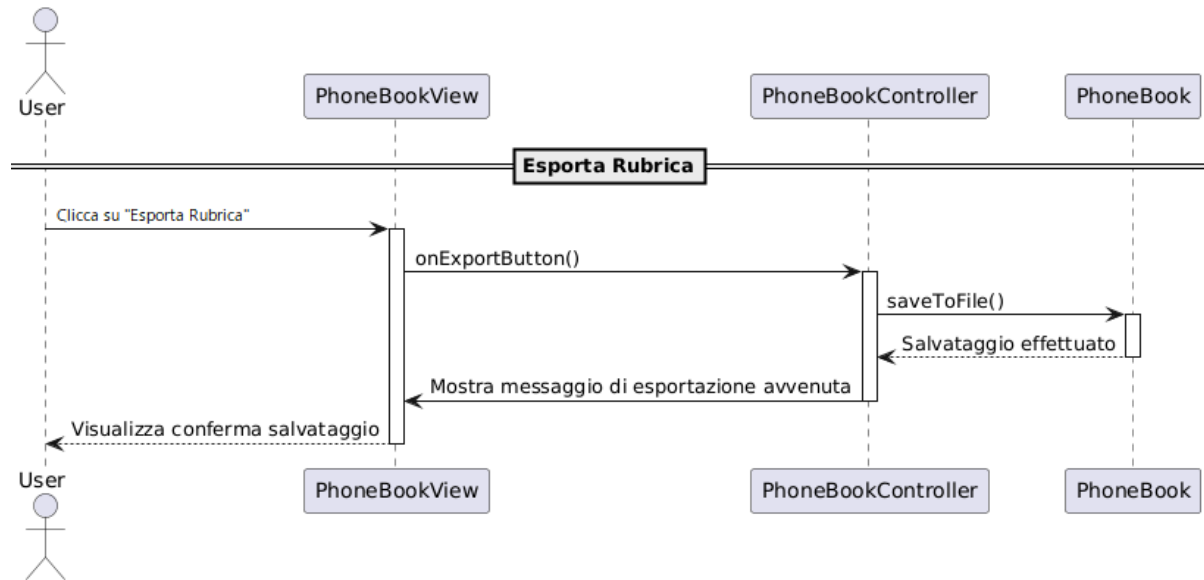 User
PhoneBookView
PhoneBookController
PhoneBook
Esporta Rubrica
Clicca su "Esporta Rubrica"
onExportButton()
saveToFile()
Salvataggio effettuato
Mostra messaggio di esportazione avvenuta
Visualizza conferma salvataggio
User
PhoneBookView
PhoneBookController
PhoneBook